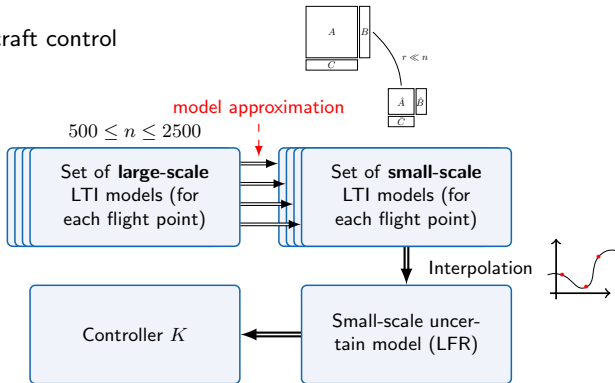 craft control
A
B
C
r ≪ n
Â
B̂
Ĉ
model approximation
500 ≤ n ≤ 2500
Set of large-scale
LTI models (for
each flight point)
Set of small-scale
LTI models (for
each flight point)
Interpolation
Controller K
Small-scale uncer-
tain model (LFR)